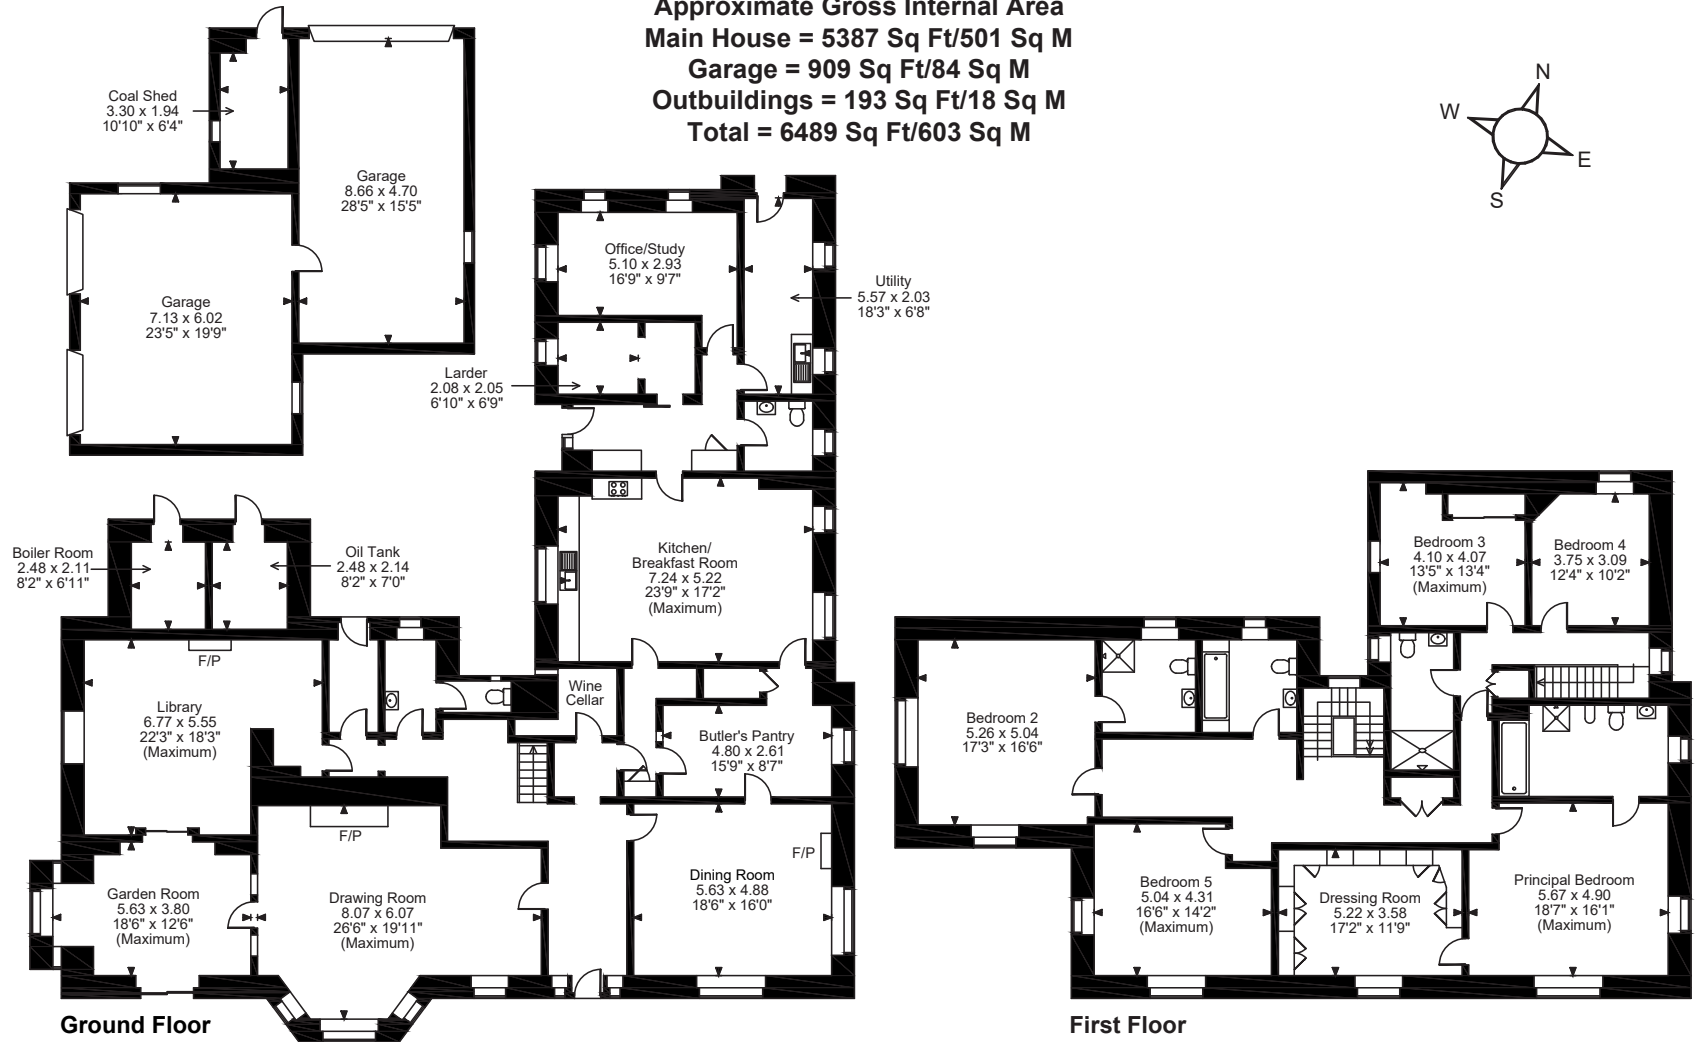 Approximate Gross Internal Area
Main House = 5387 Sq Ft/501 Sq M
Garage = 909 Sq Ft/84 Sq M
Outbuildings = 193 Sq Ft/18 Sq M
Total = 6489 Sq Ft/603 Sq M
N
W
E
S
Coal Shed
3.30 x 1.94
10'10" x 6'4"
Garage
8.66 x 4.70
28'5" x 15'5"
Garage
7.13 x 6.02
23'5" x 19'9"
Office/Study
5.10 x 2.93
16'9" x 9'7"
Utility
5.57 x 2.03
18'3" x 6'8"
Larder
2.08 x 2.05
6'10" x 6'9"
Boiler Room
2.48 x 2.11
8'2" x 6'11"
Oil Tank
2.48 x 2.14
8'2" x 7'0"
Kitchen/
Breakfast Room
7.24 x 5.22
23'9" x 17'2"
(Maximum)
F/P
Library
6.77 x 5.55
22'3" x 18'3"
(Maximum)
Wine
Cellar
Butler's Pantry
4.80 x 2.61
15'9" x 8'7"
F/P
F/P
Garden Room
5.63 x 3.80
18'6" x 12'6"
(Maximum)
Drawing Room
8.07 x 6.07
26'6" x 19'11"
(Maximum)
Dining Room
5.63 x 4.88
18'6" x 16'0"
Ground Floor
Bedroom 3
4.10 x 4.07
13'5" x 13'4"
(Maximum)
Bedroom 4
3.75 x 3.09
12'4" x 10'2"
Bedroom 2
5.26 x 5.04
17'3" x 16'6"
Bedroom 5
5.04 x 4.31
16'6" x 14'2"
(Maximum)
Dressing Room
5.22 x 3.58
17'2" x 11'9"
Principal Bedroom
5.67 x 4.90
18'7" x 16'1"
(Maximum)
First Floor